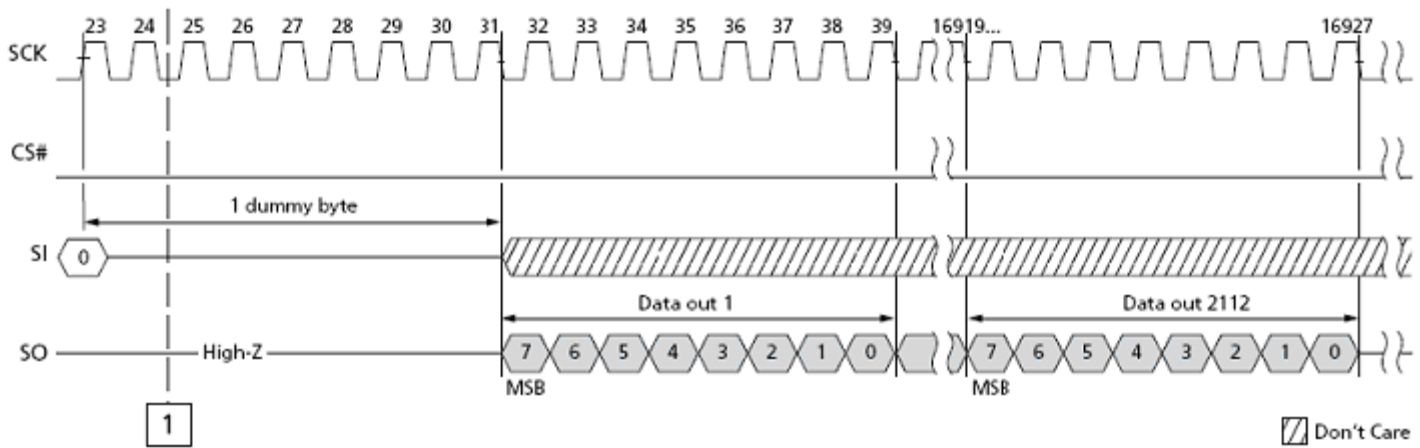 23 24 25 26 27 28 29 30 31 32 33 34 35 36 37 38 39 16919... 16927
SCK
CS#
1 dummy byte
SI 0
Data out 1 Data out 2112
SO High-Z 7 6 5 4 3 2 1 0 7 6 5 4 3 2 1 0
MSB MSB
1
Don't Care